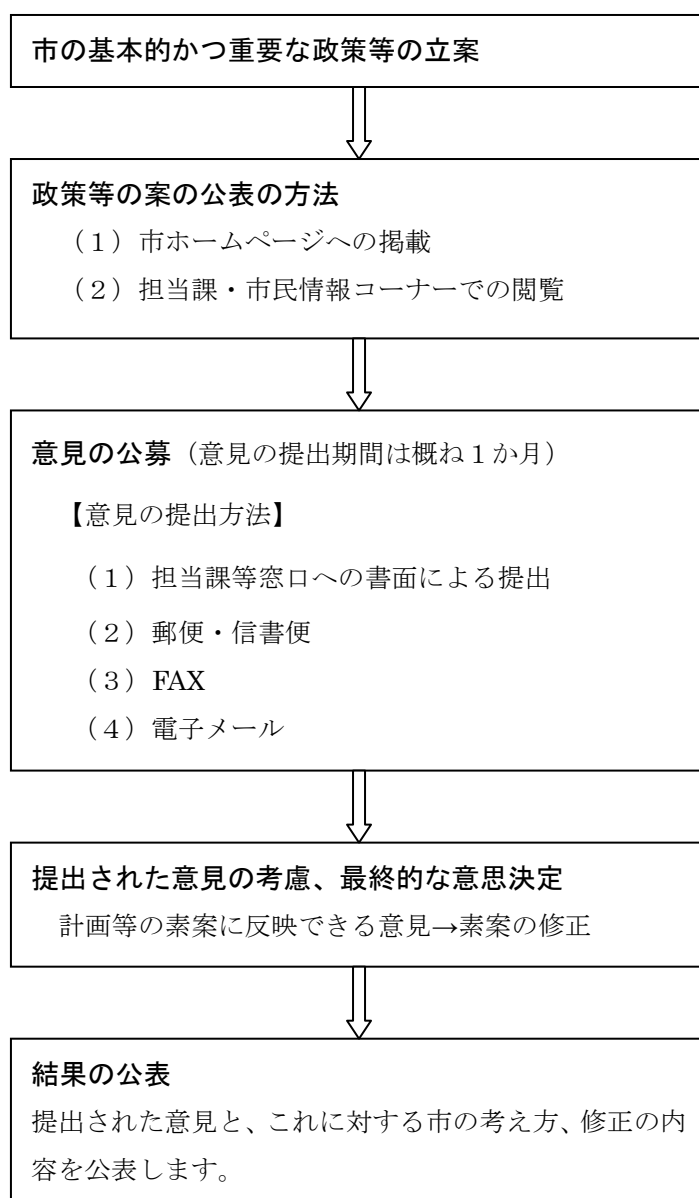 市の基本的かつ重要な政策等の立案
政策等の案の公表の方法
（１）市ホームページへの掲載
（２）担当課・市民情報コーナーでの閲覧
意見の公募（意見の提出期間は概ね１か月）
【意見の提出方法】
（１）担当課等窓口への書面による提出
（２）郵便・信書便
（３）FAX
（４）電子メール
提出された意見の考慮、最終的な意思決定
計画等の素案に反映できる意見→素案の修正
結果の公表
提出された意見と、これに対する市の考え方、修正の内
容を公表します。